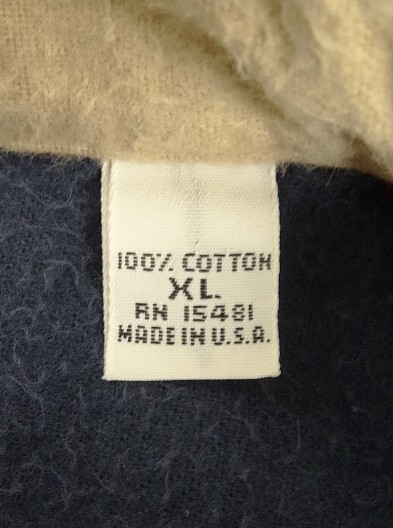 100% COTTON
XL
RN 15481
MADE IN U.S.A.